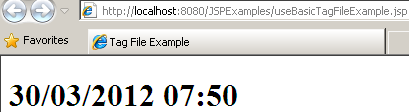 http://localhost:8080/JSPExamples/useBasicTagFileExample.jsp
Favorites
Tag File Example
30/03/2012 07:50